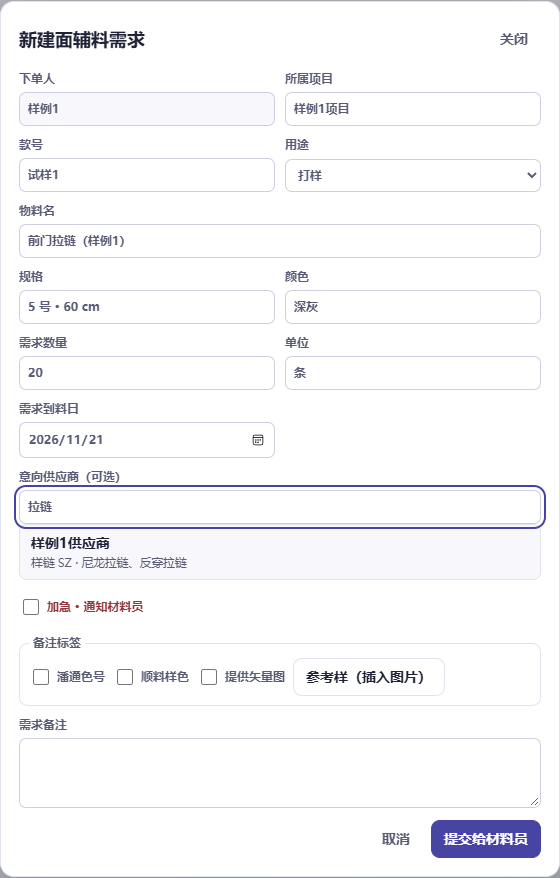 新建面辅料需求
关闭
下单人
所属项目
样例1
样例1项目
款号
用途
试样1
打样
物料名
前门拉链（样例1）
规格
颜色
5 号 • 60 cm
深灰
需求数量
单位
20
条
需求到料日
2026/11/21
意向供应商（可选）
拉链
样例1供应商
样链 SZ · 尼龙拉链、反穿拉链
加急 • 通知材料员
备注标签
潘通色号
顺料样色
提供矢量图
参考样（插入图片）
需求备注
取消
提交给材料员